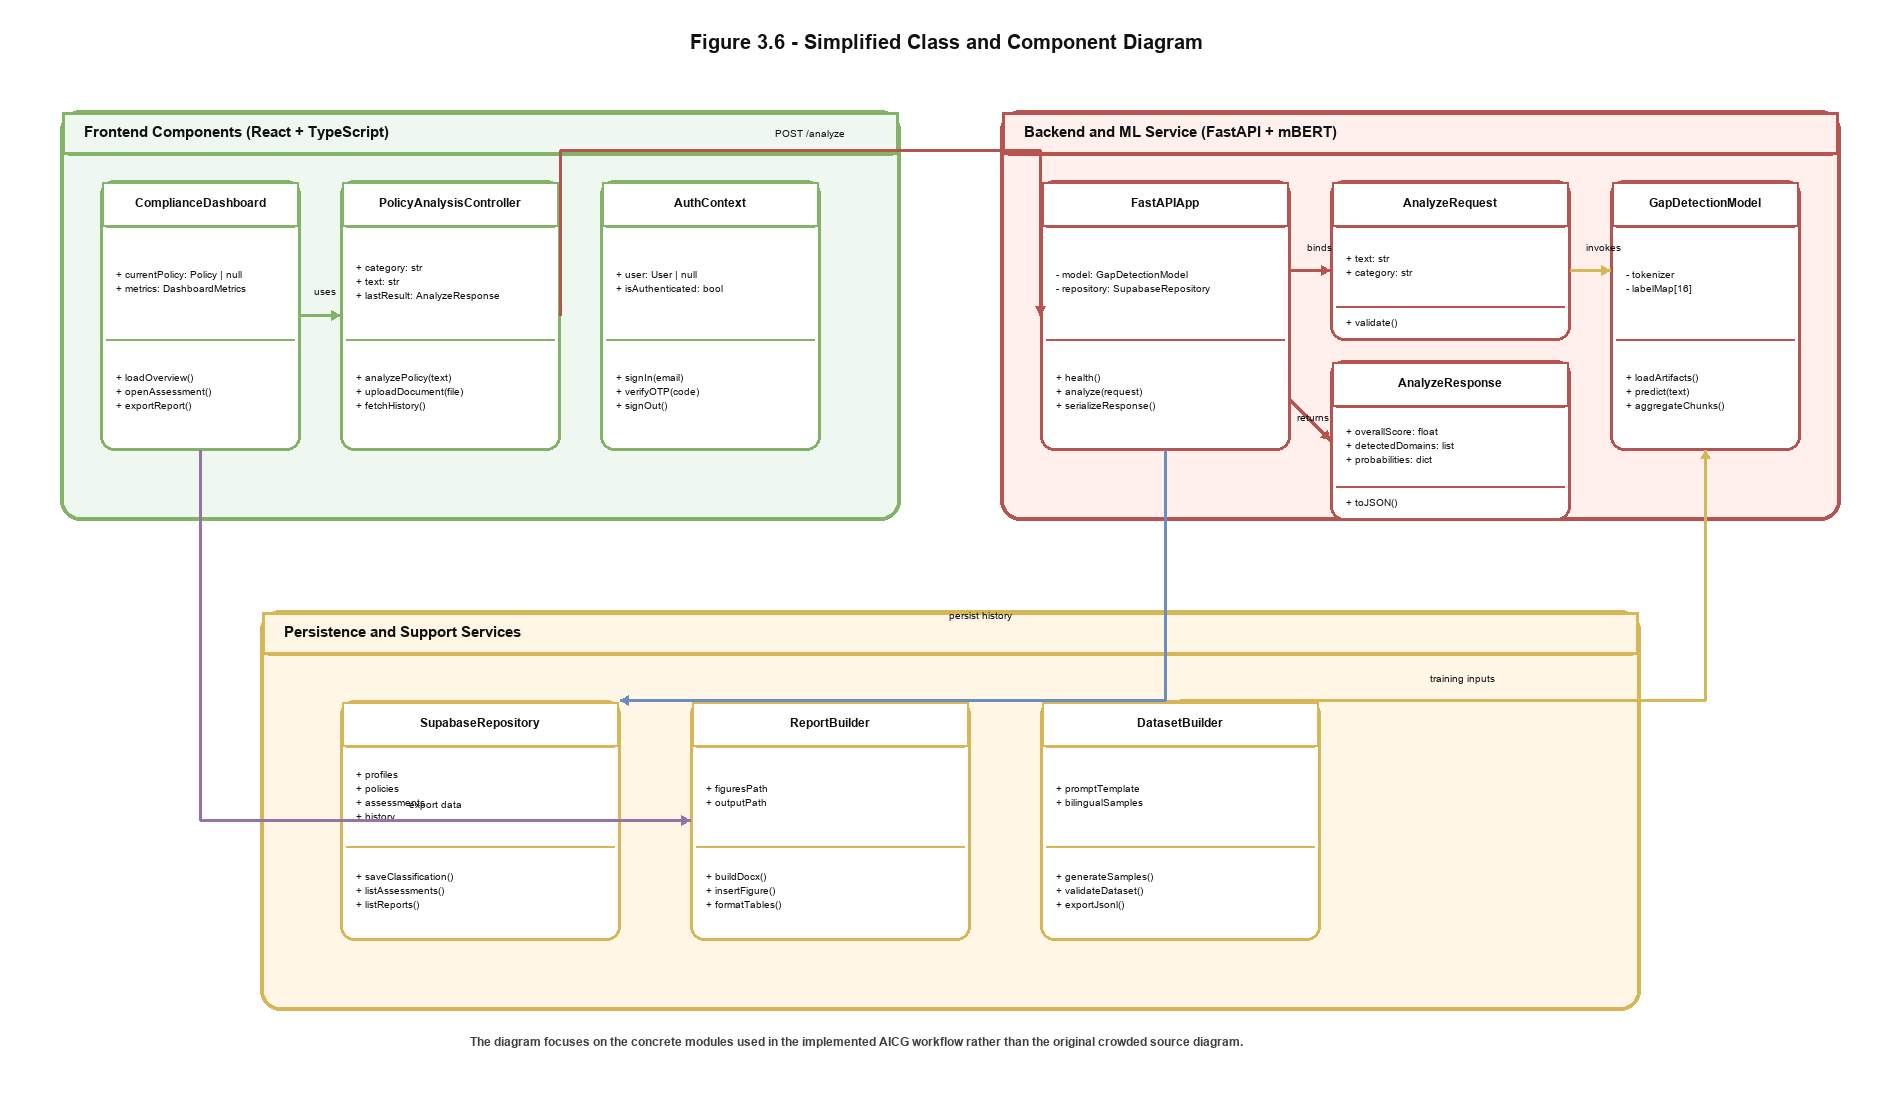 Figure 3.6 - Simplified Class and Component Diagram
Frontend Components (React + TypeScript)
POST /analyze
ComplianceDashboard
+ currentPolicy: Policy | null
+ metrics: DashboardMetrics
+ loadOverview()
+ openAssessment()
+ exportReport()
uses
PolicyAnalysisController
+ category: str
+ text: str
+ lastResult: AnalyzeResponse
+ analyzePolicy(text)
+ uploadDocument(file)
+ fetchHistory()
AuthContext
+ user: User | null
+ isAuthenticated: bool
+ signIn(email)
+ verifyOTP(code)
+ signOut()
Backend and ML Service (FastAPI + mBERT)
FastAPIApp
- model: GapDetectionModel
- repository: SupabaseRepository
+ health()
+ analyze(request)
+ serializeResponse()
binds
AnalyzeRequest
+ text: str
+ category: str
+ validate()
returns
AnalyzeResponse
+ overallScore: float
+ detectedDomains: list
+ probabilities: dict
+ toJSON()
invokes
GapDetectionModel
- tokenizer
- labelMap[16]
+ loadArtifacts()
+ predict(text)
+ aggregateChunks()
persist history
Persistence and Support Services
training inputs
SupabaseRepository
+ profiles
+ policies
+ assessments
export data
+ history
+ saveClassification()
+ listAssessments()
+ listReports()
ReportBuilder
+ figuresPath
+ outputPath
+ buildDocx()
+ insertFigure()
+ formatTables()
DatasetBuilder
+ promptTemplate
+ bilingualSamples
+ generateSamples()
+ validateDataset()
+ exportJsonl()
The diagram focuses on the concrete modules used in the implemented AICG workflow rather than the original crowded source diagram.